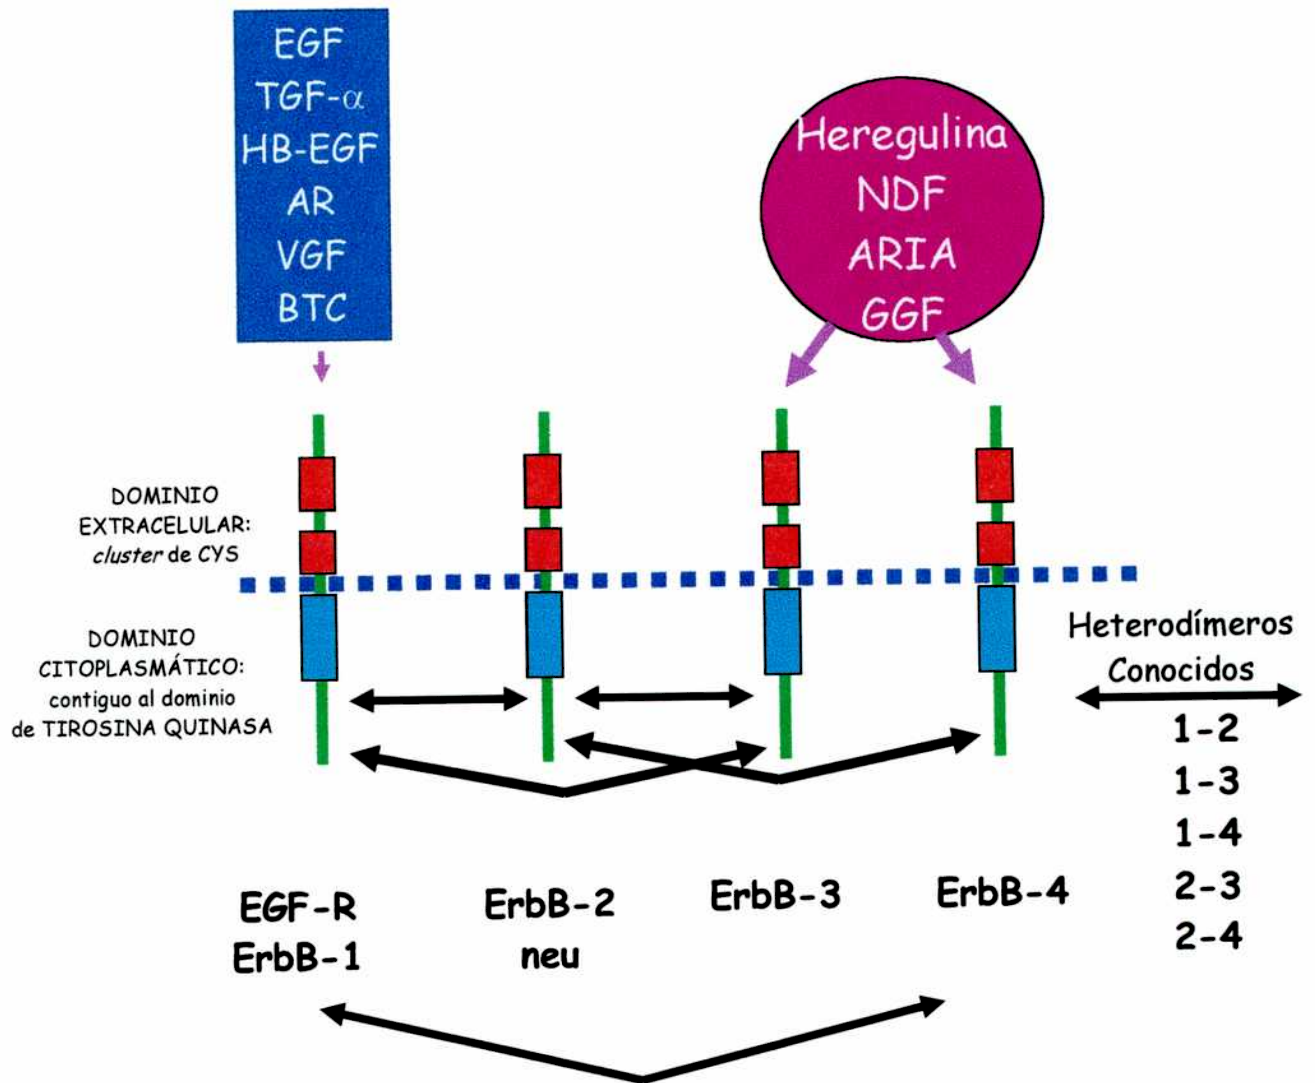 EGF
TGF-α
HB-EGF
AR
VGF
BTC
Heregulina
NDF
ARIA
GGF
DOMINIO
EXTRACELULAR:
cluster de CYS
DOMINIO
CITOPLASMÁTICO:
contiguo al dominio
de TIROSINA QUINASA
Heterodímeros
Conocidos
1-2
1-3
1-4
2-3
2-4
EGF-R
ErbB-1
ErbB-2
neu
ErbB-3
ErbB-4